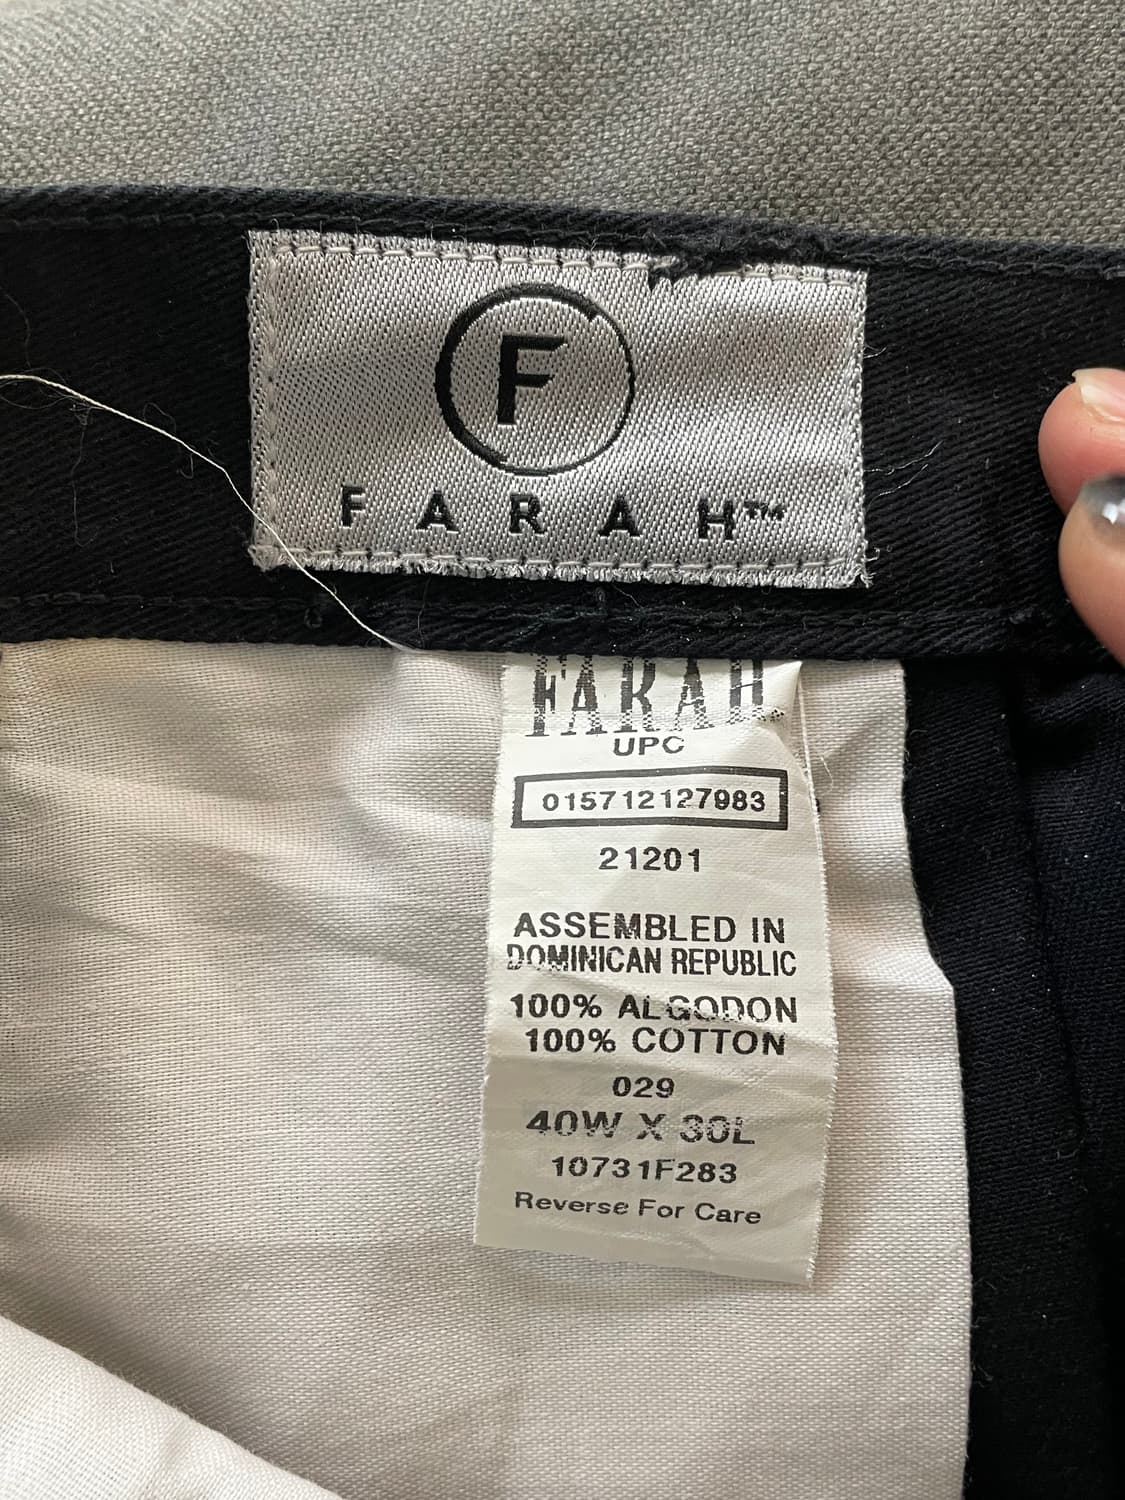 F
FARAH™
FARAH
UPC
015712127983
21201
ASSEMBLED IN
DOMINICAN REPUBLIC
100% ALGODON
100% COTTON
029
40W X 30L
10731F283
Reverse For Care